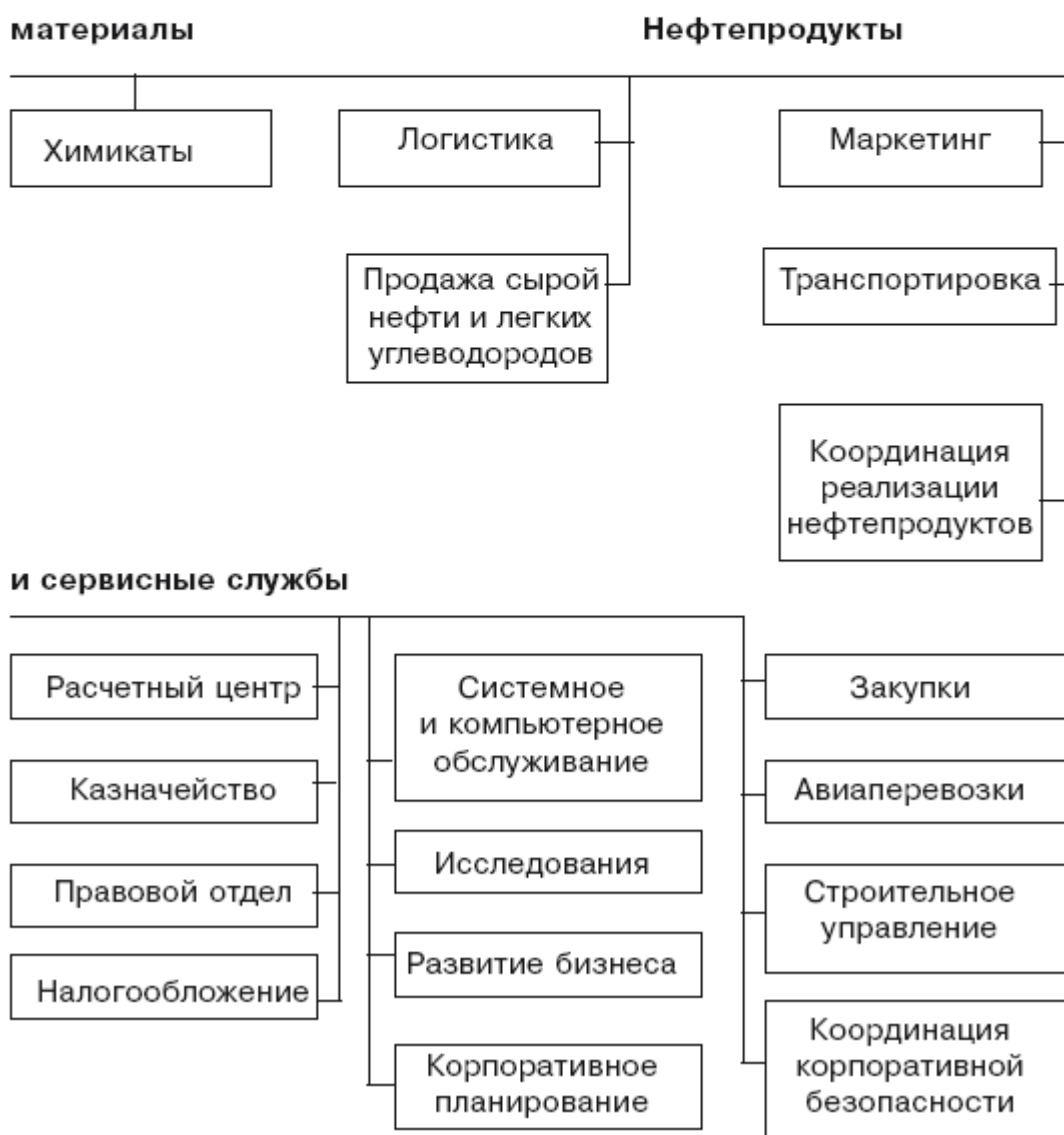 материалы
Нефтепродукты
Химикаты
Логистика
Маркетинг
Продажа сырой
нефти и легких
углеводородов
Транспортировка
Координация
реализации
нефтепродуктов
и сервисные службы
Расчетный центр
Казначейство
Правовой отдел
Налогообложение
Системное
и компьютерное
обслуживание
Исследования
Развитие бизнеса
Корпоративное
планирование
Закупки
Авиаперевозки
Строительное
управление
Координация
корпоративной
безопасности